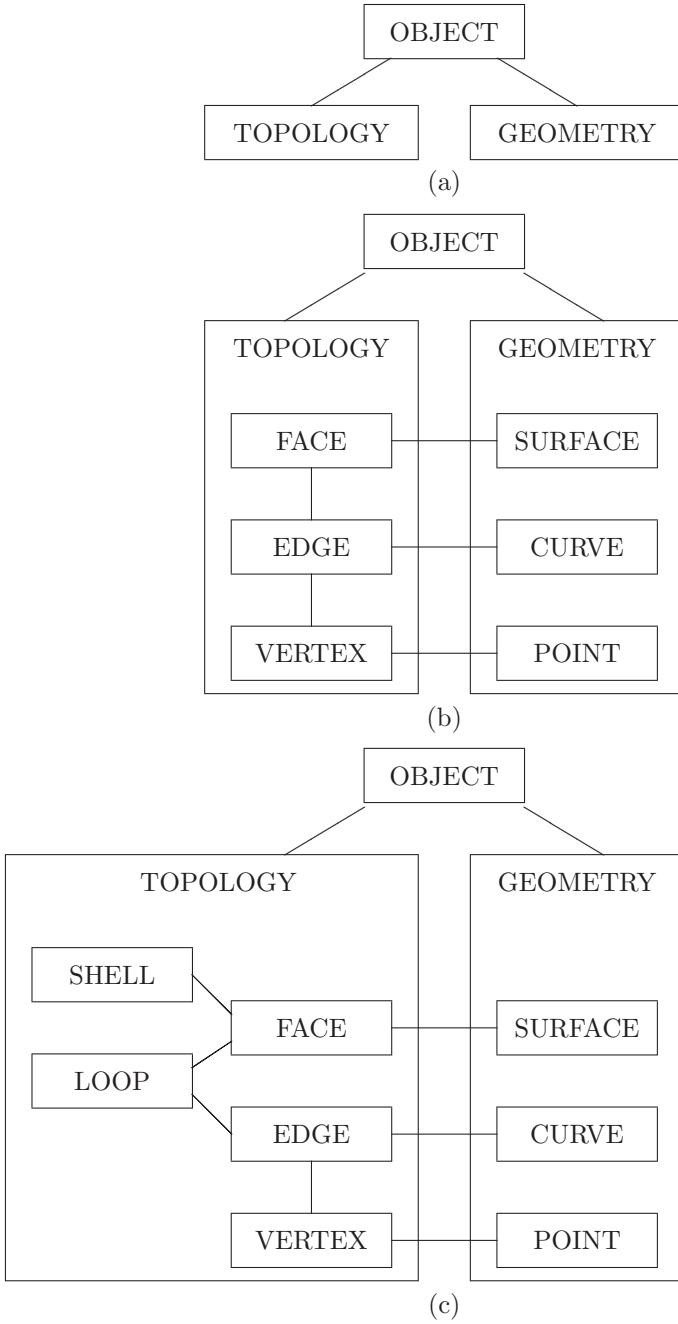 OBJECT
TOPOLOGY GEOMETRY
(a)
OBJECT
TOPOLOGY GEOMETRY
FACE SURFACE
EDGE CURVE
VERTEX POINT
(b)
OBJECT
TOPOLOGY GEOMETRY
SHELL
FACE SURFACE
LOOP
EDGE CURVE
VERTEX POINT
(c)